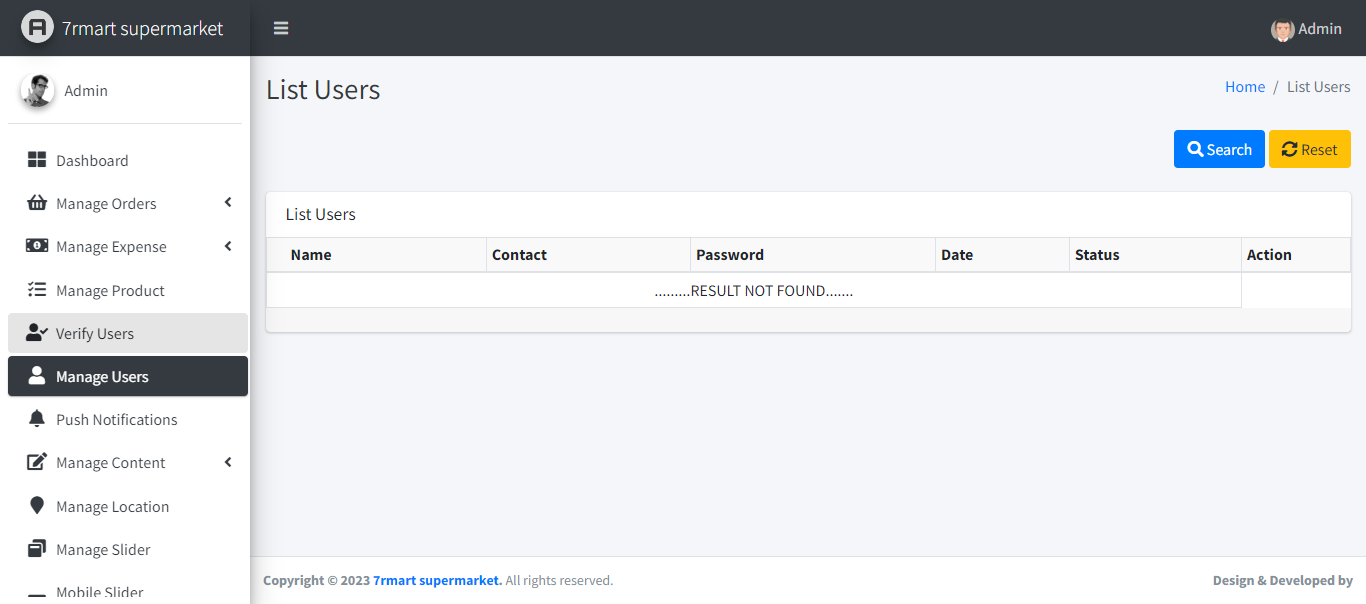 7rmart supermarket
Admin
Admin
Dashboard
Manage Orders
Manage Expense
Manage Product
Verify Users
Manage Users
Push Notifications
Manage Content
Manage Location
Manage Slider
Mobile Slider
List Users
Home / List Users
Search Reset
List Users
Name Contact Password Date Status Action
.........RESULT NOT FOUND.......
Copyright © 2023 7rmart supermarket. All rights reserved.
Design & Developed by